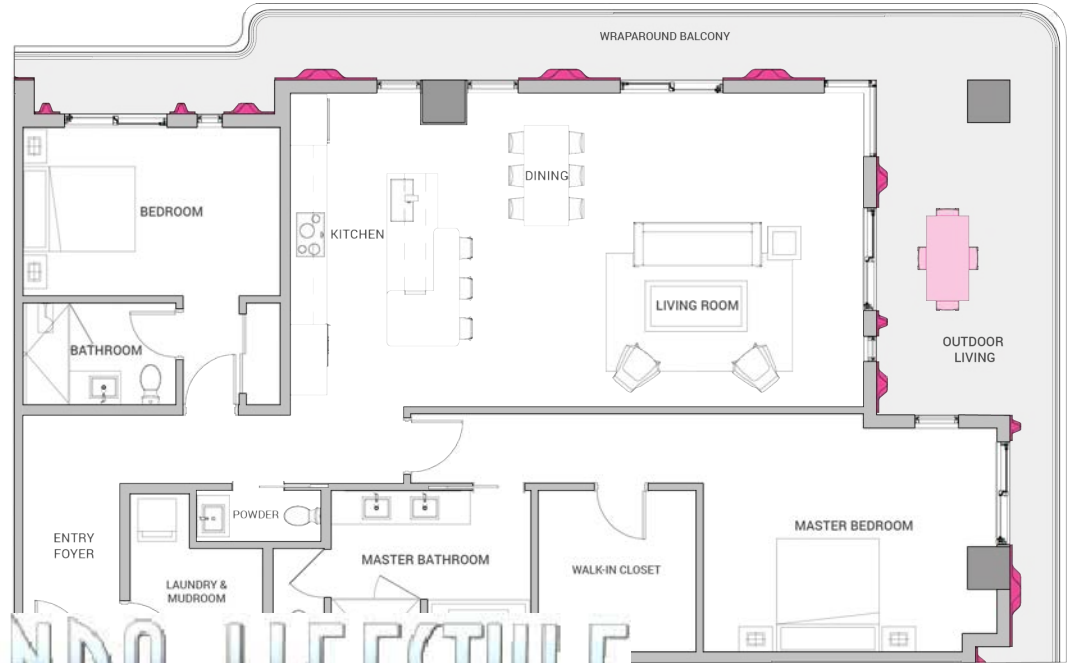 WRAPAROUND BALCONY
BEDROOM
DINING
KITCHEN
LIVING ROOM
BATHROOM
OUTDOOR
LIVING
POWDER
ENTRY
FOYER
MASTER BEDROOM
MASTER BATHROOM
WALK-IN CLOSET
LAUNDRY &
MUDROOM